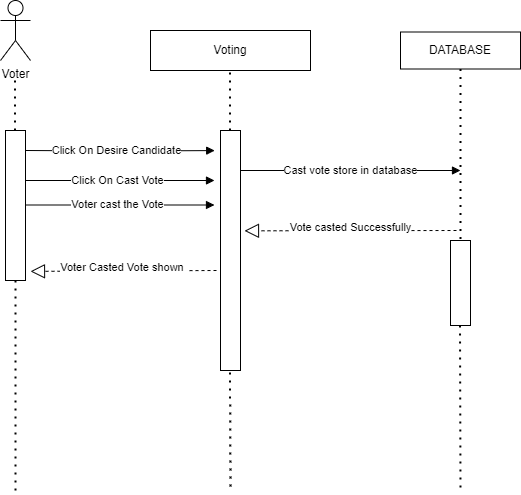 Voter
Voting
DATABASE
Click On Desire Candidate
Cast vote store in database
Click On Cast Vote
Voter cast the Vote
Vote casted Successfully
Voter Casted Vote shown